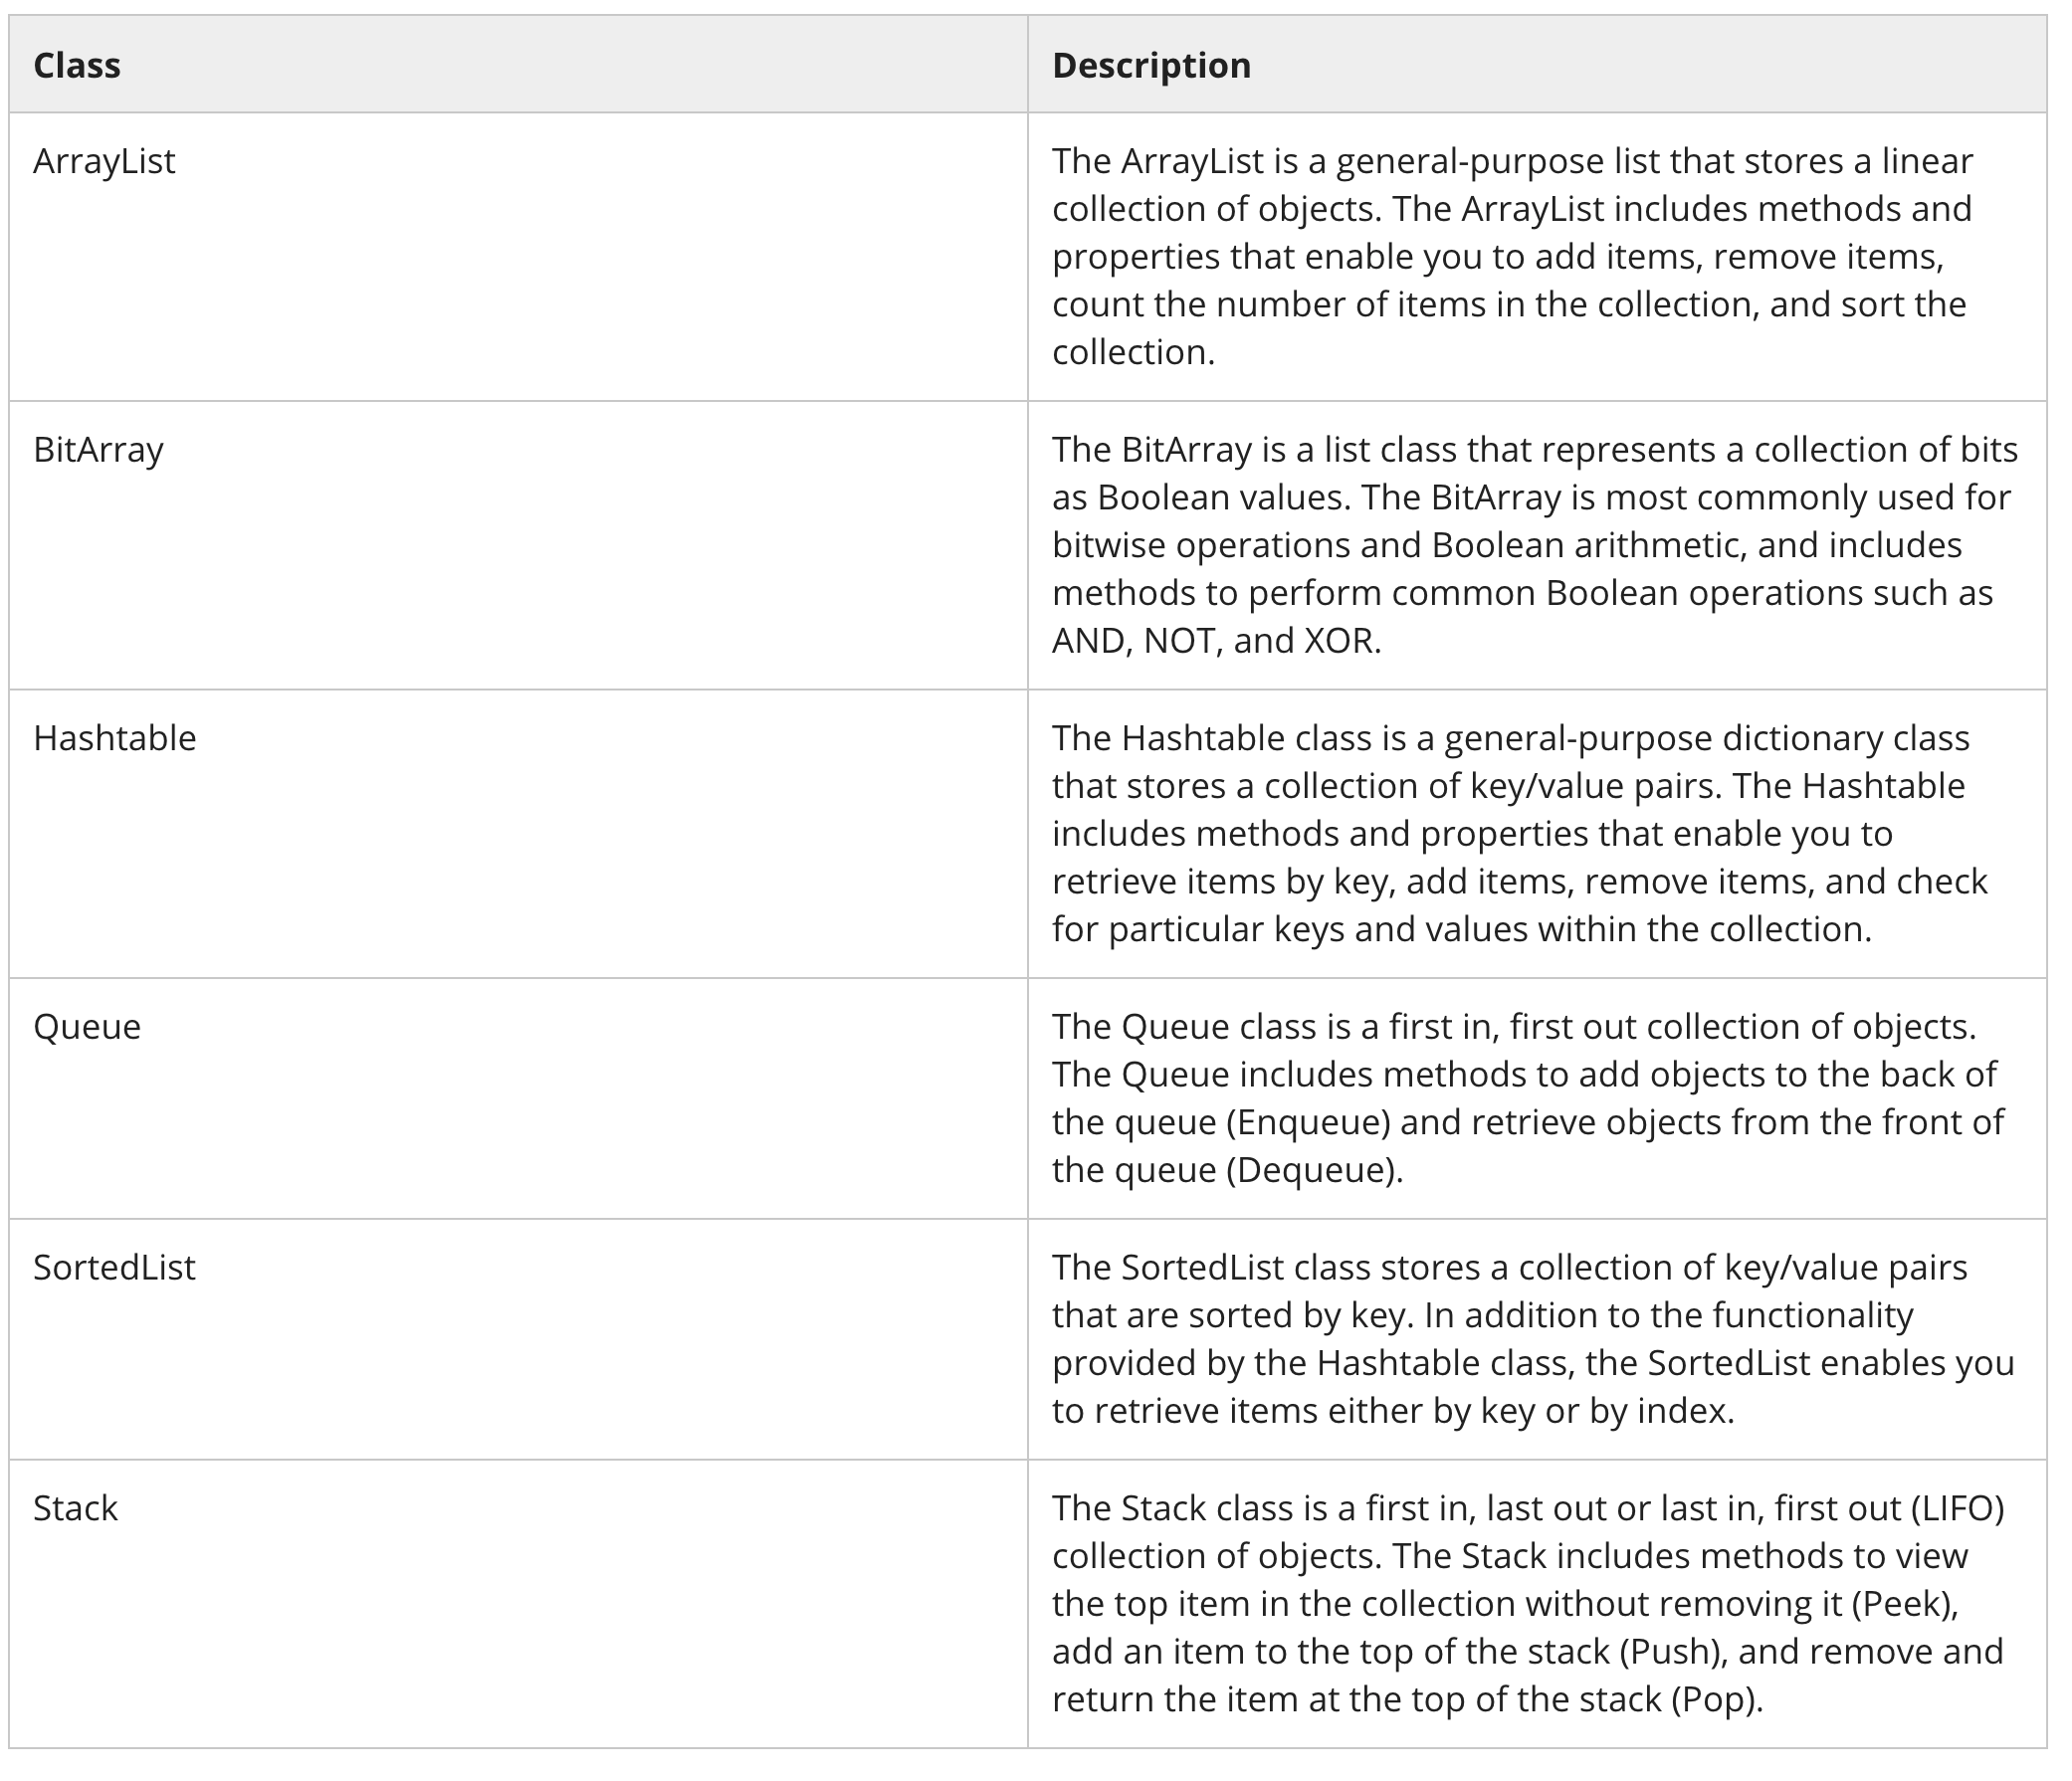 Class
Description
ArrayList
The ArrayList is a general-purpose list that stores a linear
collection of objects. The ArrayList includes methods and
properties that enable you to add items, remove items,
count the number of items in the collection, and sort the
collection.
BitArray
The BitArray is a list class that represents a collection of bits
as Boolean values. The BitArray is most commonly used for
bitwise operations and Boolean arithmetic, and includes
methods to perform common Boolean operations such as
AND, NOT, and XOR.
Hashtable
The Hashtable class is a general-purpose dictionary class
that stores a collection of key/value pairs. The Hashtable
includes methods and properties that enable you to
retrieve items by key, add items, remove items, and check
for particular keys and values within the collection.
Queue
The Queue class is a first in, first out collection of objects.
The Queue includes methods to add objects to the back of
the queue (Enqueue) and retrieve objects from the front of
the queue (Dequeue).
SortedList
The SortedList class stores a collection of key/value pairs
that are sorted by key. In addition to the functionality
provided by the Hashtable class, the SortedList enables you
to retrieve items either by key or by index.
Stack
The Stack class is a first in, last out or last in, first out (LIFO)
collection of objects. The Stack includes methods to view
the top item in the collection without removing it (Peek),
add an item to the top of the stack (Push), and remove and
return the item at the top of the stack (Pop).